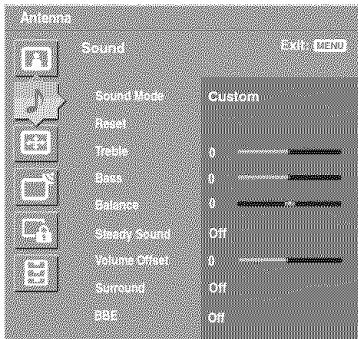 Antenna
Sound Exit: MENU
Sound Mode Custom
Reset
Treble 0
Bass 0
Balance 0
Steady Sound Off
Volume Offset 0
Surround Off
BBE Off